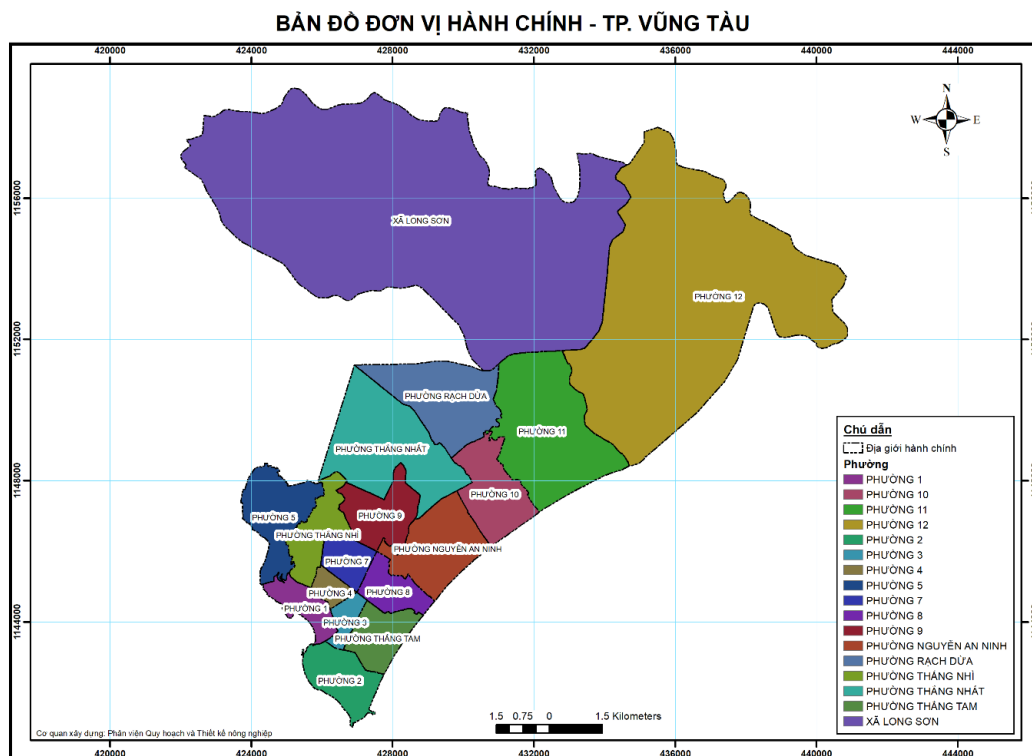 BẢN ĐỒ ĐƠN VỊ HÀNH CHÍNH - TP. VŨNG TÀU
420000 424000 428000 432000 436000 440000 444000
N
W E
S
1156000
XÃ LONG SƠN
PHƯỜNG 12
1152000
PHƯỜNG RẠCH DỪA
PHƯỜNG 11
PHƯỜNG THẮNG NHẤT
1148000
PHƯỜNG 10
PHƯỜNG 5
PHƯỜNG 9
PHƯỜNG THẮNG NHÌ
PHƯỜNG NGUYỄN AN NINH
PHƯỜNG 7
PHƯỜNG 4
PHƯỜNG 8
PHƯỜNG 1
1144000
PHƯỜNG 3
PHƯỜNG THẮNG TAM
PHƯỜNG 2
Chú dẫn
Địa giới hành chính
Phường
PHƯỜNG 1
PHƯỜNG 10
PHƯỜNG 11
PHƯỜNG 12
PHƯỜNG 2
PHƯỜNG 3
PHƯỜNG 4
PHƯỜNG 5
PHƯỜNG 7
PHƯỜNG 8
PHƯỜNG 9
PHƯỜNG NGUYỄN AN NINH
PHƯỜNG RẠCH DỪA
PHƯỜNG THẮNG NHÌ
PHƯỜNG THẮNG NHẤT
PHƯỜNG THẮNG TAM
XÃ LONG SƠN
1.5 0.75 0 1.5 Kilometers
Cơ quan xây dựng: Phân viện Quy hoạch và Thiết kế nông nghiệp
420000 424000 428000 432000 436000 440000 444000